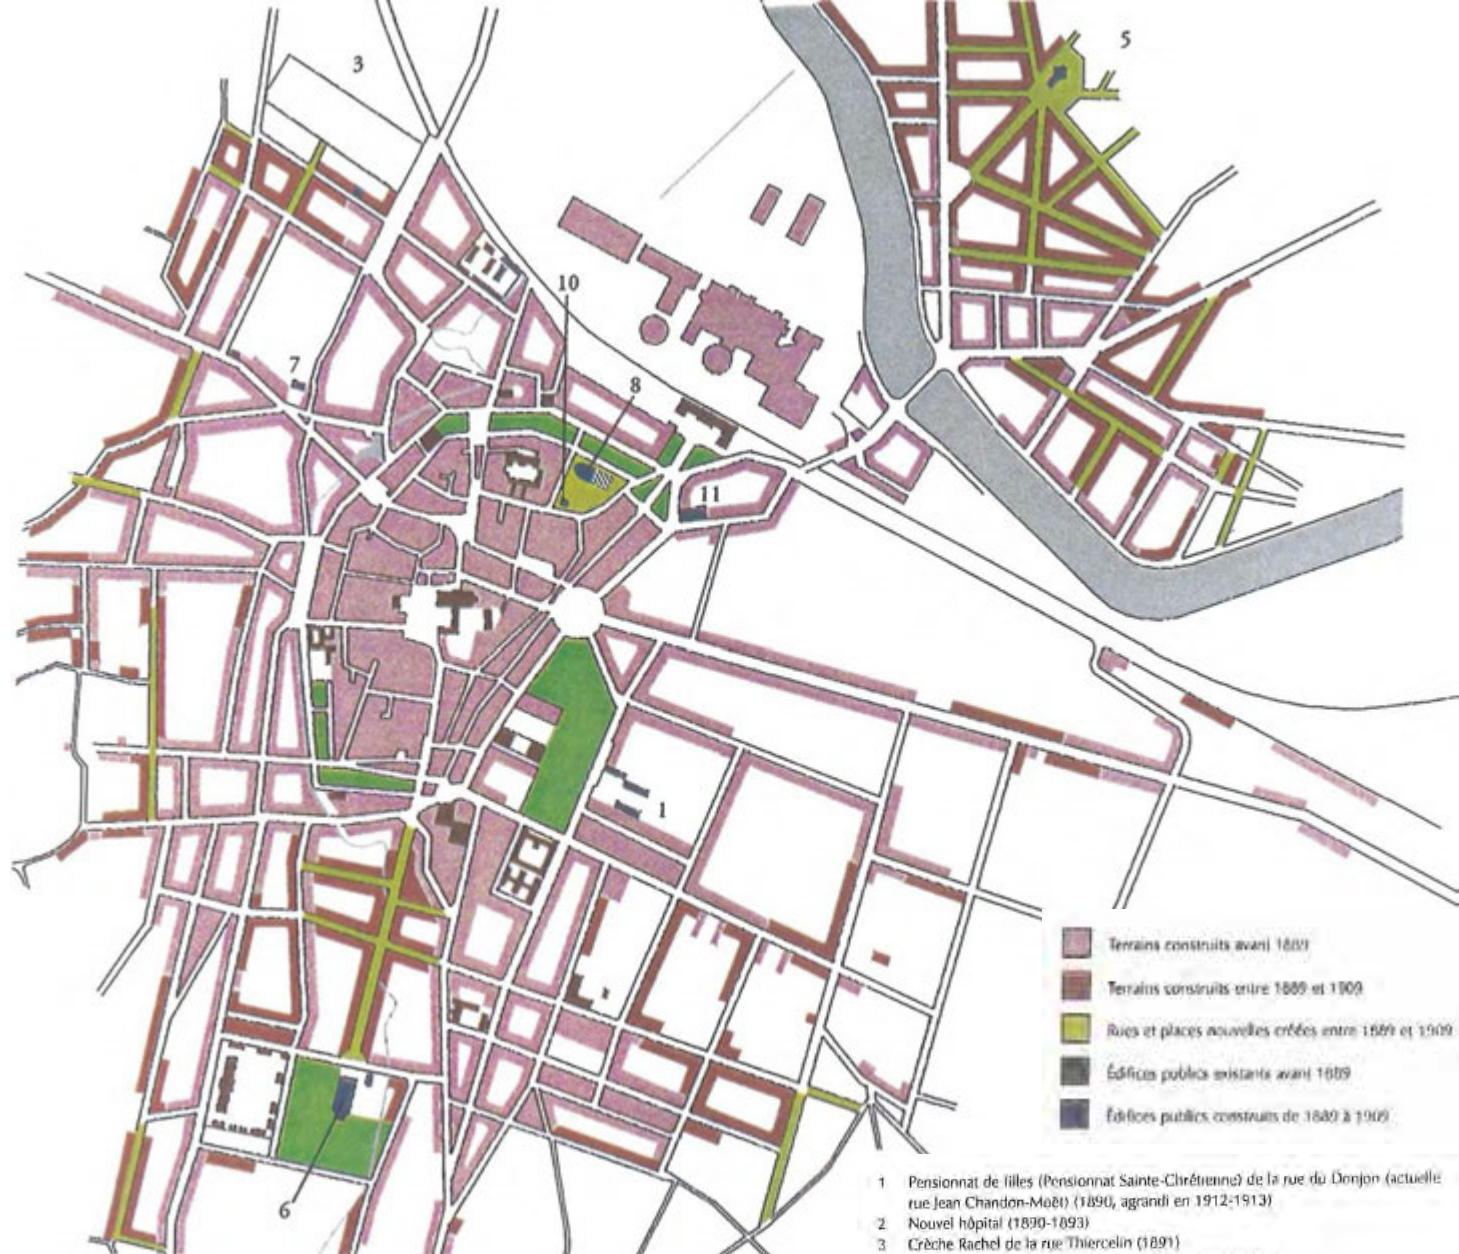 3
5
10
7
8
11
1
6
Terrains construits avant 1889
Terrains construits entre 1889 et 1909
Rues et places nouvelles créées entre 1889 et 1909
Édifices publics existants avant 1889
Édifices publics construits de 1889 à 1909
1 Pensionnat de filles (Pensionnat Sainte-Chrétienne) de la rue du Donjon (actuelle
rue Jean Chandon-Moët) (1890, agrandi en 1912-1913)
2 Nouvel hôpital (1890-1893)
3 Crèche Rachel de la rue Thiercelin (1891)